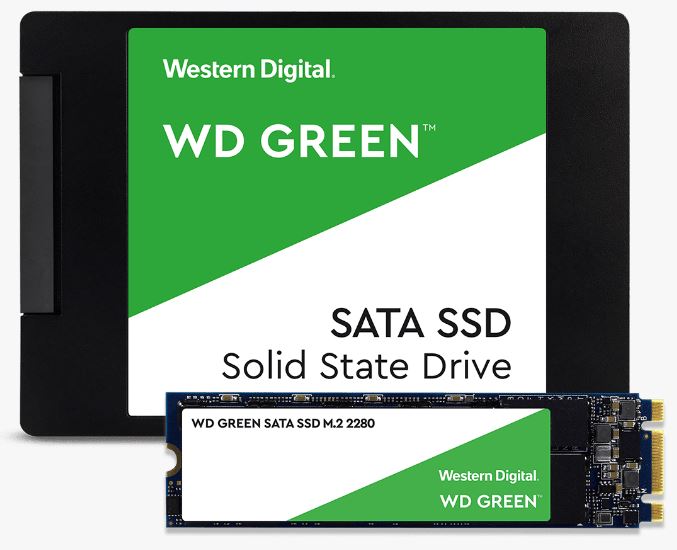 Western Digital.
WD GREEN™
SATA SSD
Solid State Drive
WD GREEN SATA SSD M.2 2280
Western Digital.
WD GREEN™